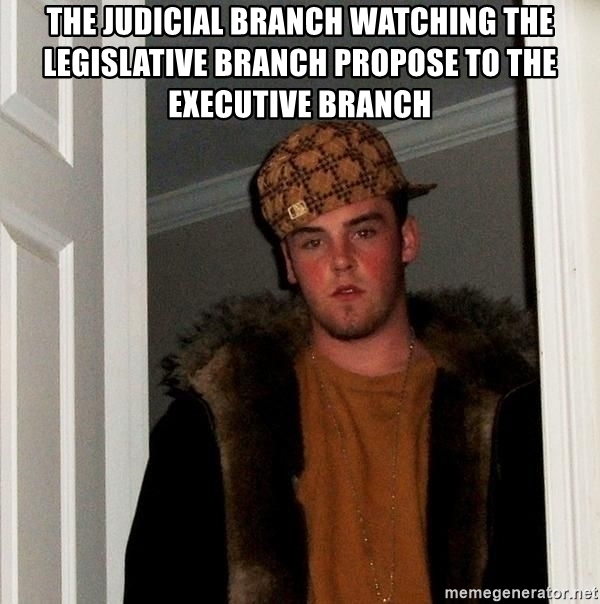 THE JUDICIAL BRANCH WATCHING THE
LEGISLATIVE BRANCH PROPOSE TO THE
EXECUTIVE BRANCH
memegenerator.net